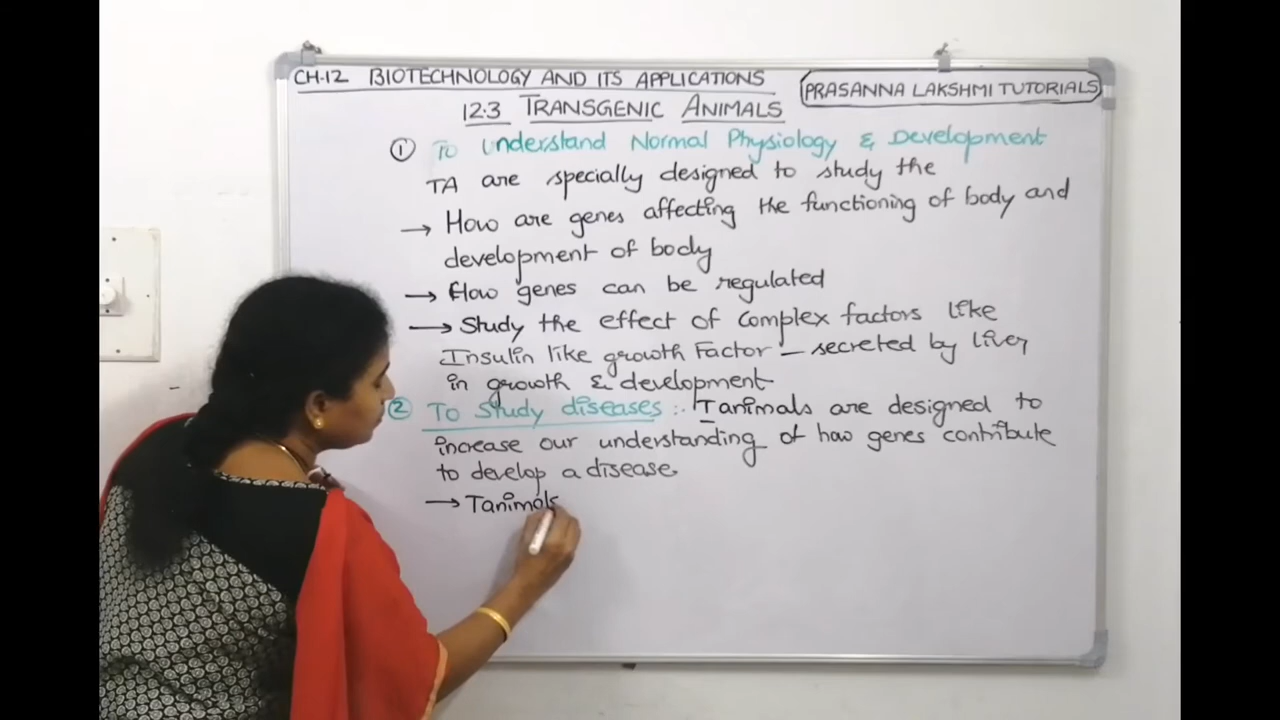 CH.12 BIOTECHNOLOGY AND ITS APPLICATIONS
PRASANNA LAKSHMI TUTORIALS
12.3 TRANSGENIC ANIMALS
① To Understand Normal Physiology & Development
TA are specially designed to study the
→ How are genes affecting the functioning of body and
development of body
→ How genes can be regulated
→ Study the effect of complex factors like
Insulin like growth Factor - secreted by liver
in growth & development
② To Study diseases :. Tanimals are designed to
increase our understanding of how genes contribute
to develop a disease
→ Tanimals